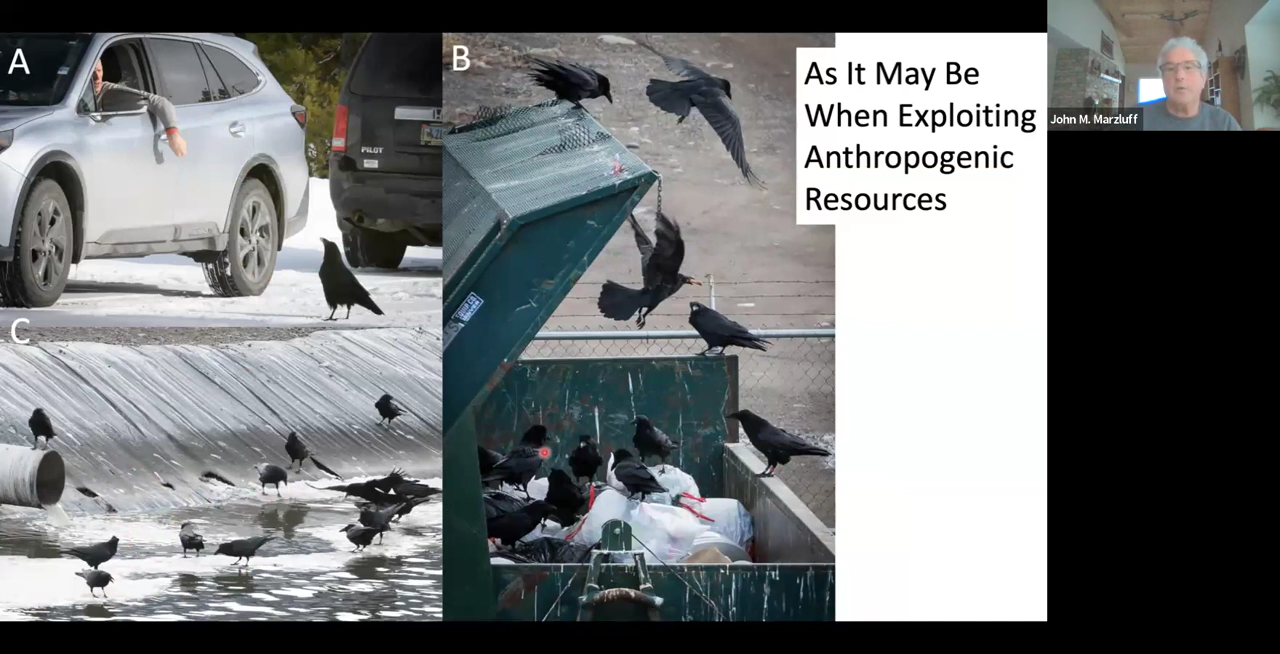 A
PILOT
B
As It May Be
When Exploiting
Anthropogenic
Resources
John M. Marzluff
C